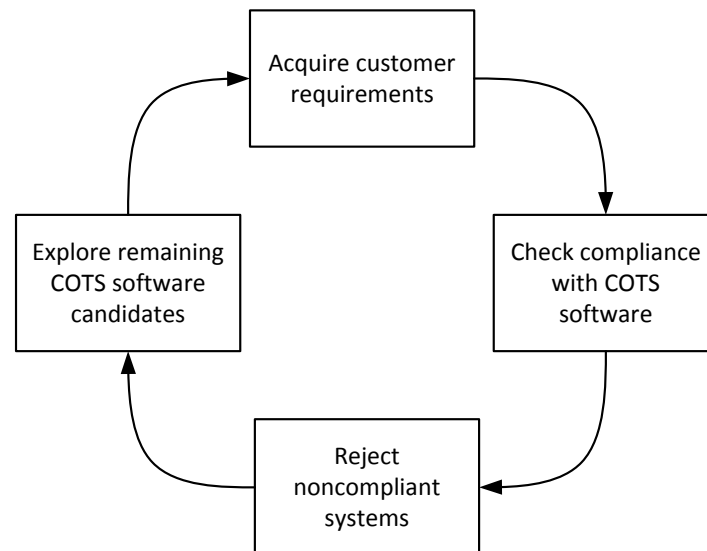 Acquire customer
requirements
Check compliance
with COTS
software
Reject
noncompliant
systems
Explore remaining
COTS software
candidates